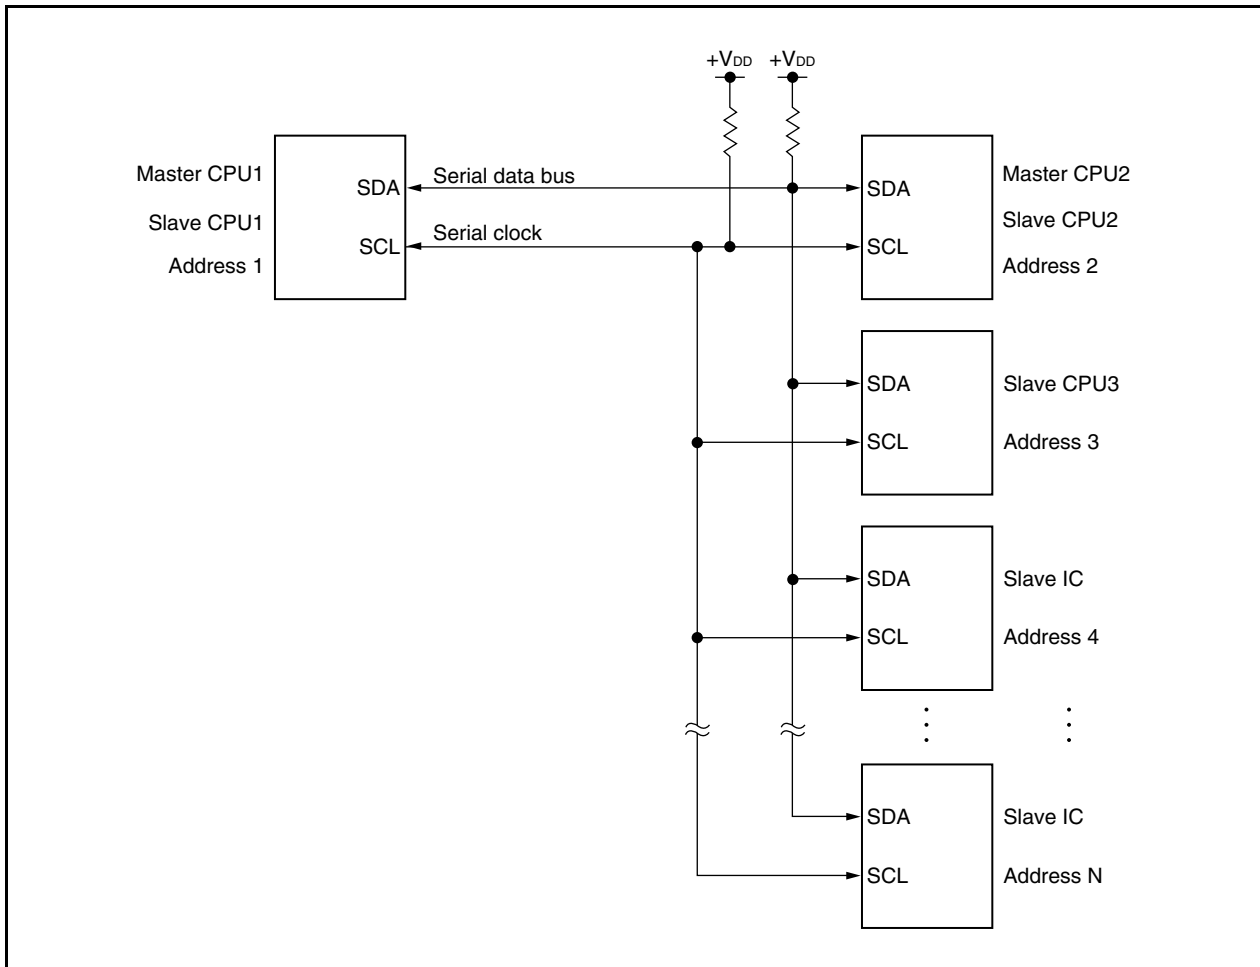 +VDD +VDD
Master CPU1
Slave CPU1
Address 1
SDA
SCL
Serial data bus
Serial clock
SDA
SCL
Master CPU2
Slave CPU2
Address 2
SDA
SCL
Slave CPU3
Address 3
SDA
SCL
Slave IC
Address 4
SDA
SCL
Slave IC
Address N